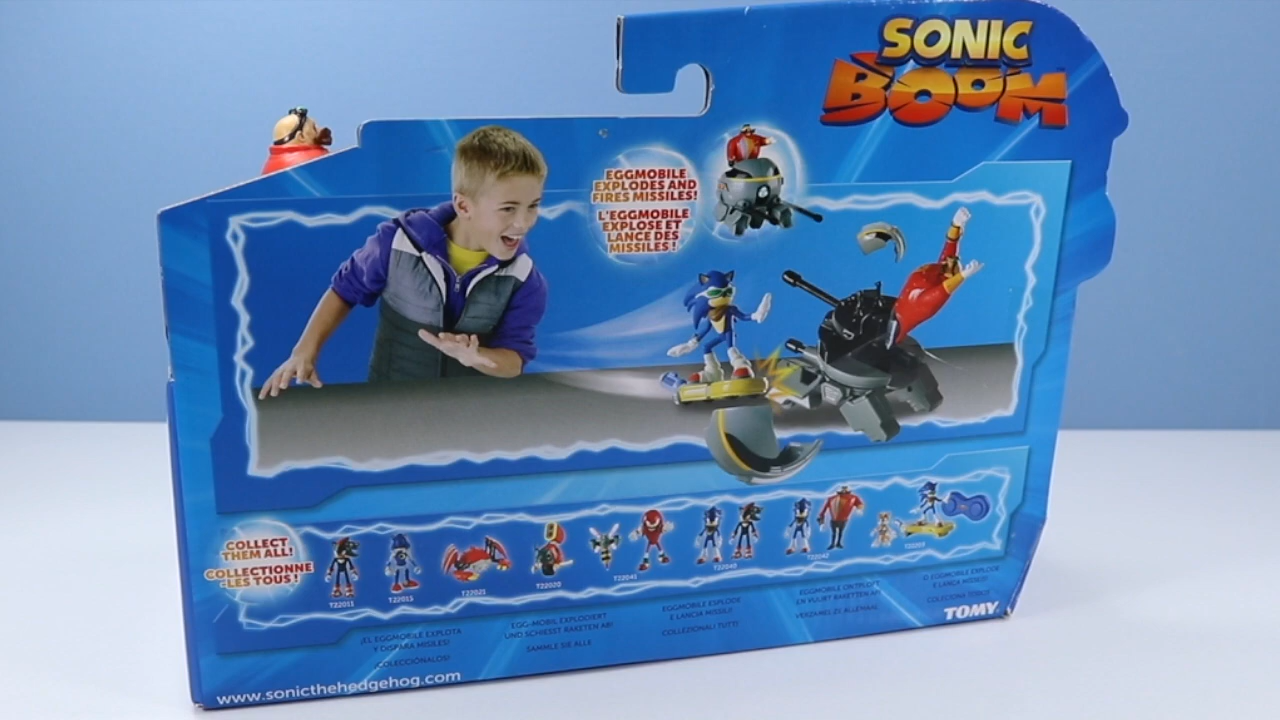 SONIC
BOOM
EGGMOBILE
EXPLODES AND
FIRES MISSILES!
L'EGGMOBILE
EXPLOSE ET
LANCE DES
MISSILES !
COLLECT
THEM ALL!
COLLECTIONNE
-LES TOUS !
T22011
T22013
T22021
T22020
T22041
T22040
T22042
¡EL EGGMOBILE EXPLOTA
Y DISPARA MISILES!
¡COLECCIÓNALOS!
EGG-MOBIL EXPLODIERT
UND SCHIESST RAKETEN AB!
SAMMLE SIE ALLE
EGGMOBILE ESPLODE
E LANCIA MISSILI!
COLLEZIONALI TUTTI
EGGMOBILE ONTPLOFT
EN VUURT RAKETTEN AF!
VERZAMEL ZE ALLEMAAL
O EGGMOBILE EXPLODE
E LANÇA MÍSSEIS!
COLECIONA TODOS
TOMY
www.sonicthehedgehog.com